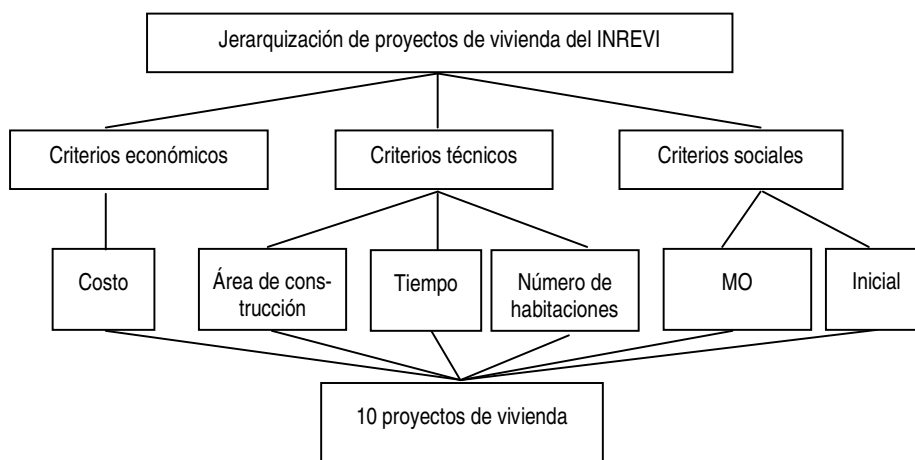 Jerarquización de proyectos de vivienda del INREVI
Criterios económicos
Criterios técnicos
Criterios sociales
Costo
Área de cons-
trucción
Tiempo
Número de
habitaciones
MO
Inicial
10 proyectos de vivienda